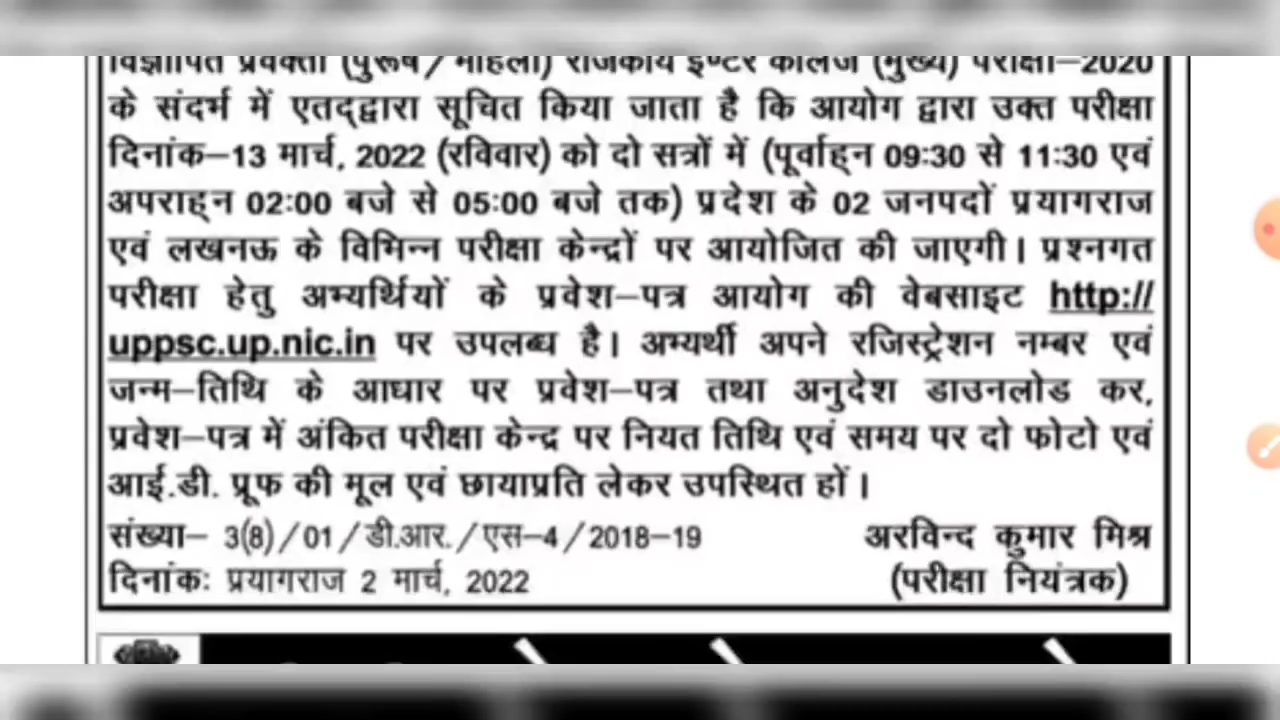 विज्ञापित प्रवक्ता (पुरूष/महिला) राजकीय इण्टर कालेज (मुख्य) परीक्षा–2020
के संदर्भ में एतद्द्वारा सूचित किया जाता है कि आयोग द्वारा उक्त परीक्षा
दिनांक–13 मार्च, 2022 (रविवार) को दो सत्रों में (पूर्वाह्न 09:30 से 11:30 एवं
अपराह्न 02:00 बजे से 05:00 बजे तक) प्रदेश के 02 जनपदों प्रयागराज
एवं लखनऊ के विभिन्न परीक्षा केन्द्रों पर आयोजित की जाएगी। प्रश्नगत
परीक्षा हेतु अभ्यर्थियों के प्रवेश–पत्र आयोग की वेबसाइट http://
uppsc.up.nic.in पर उपलब्ध है। अभ्यर्थी अपने रजिस्ट्रेशन नम्बर एवं
जन्म–तिथि के आधार पर प्रवेश–पत्र तथा अनुदेश डाउनलोड कर,
प्रवेश–पत्र में अंकित परीक्षा केन्द्र पर नियत तिथि एवं समय पर दो फोटो एवं
आई.डी. प्रूफ की मूल एवं छायाप्रति लेकर उपस्थित हों।
संख्या– 3(8)/01/डी.आर./एस–4/2018–19 अरविन्द कुमार मिश्र
दिनांकः प्रयागराज 2 मार्च, 2022 (परीक्षा नियंत्रक)